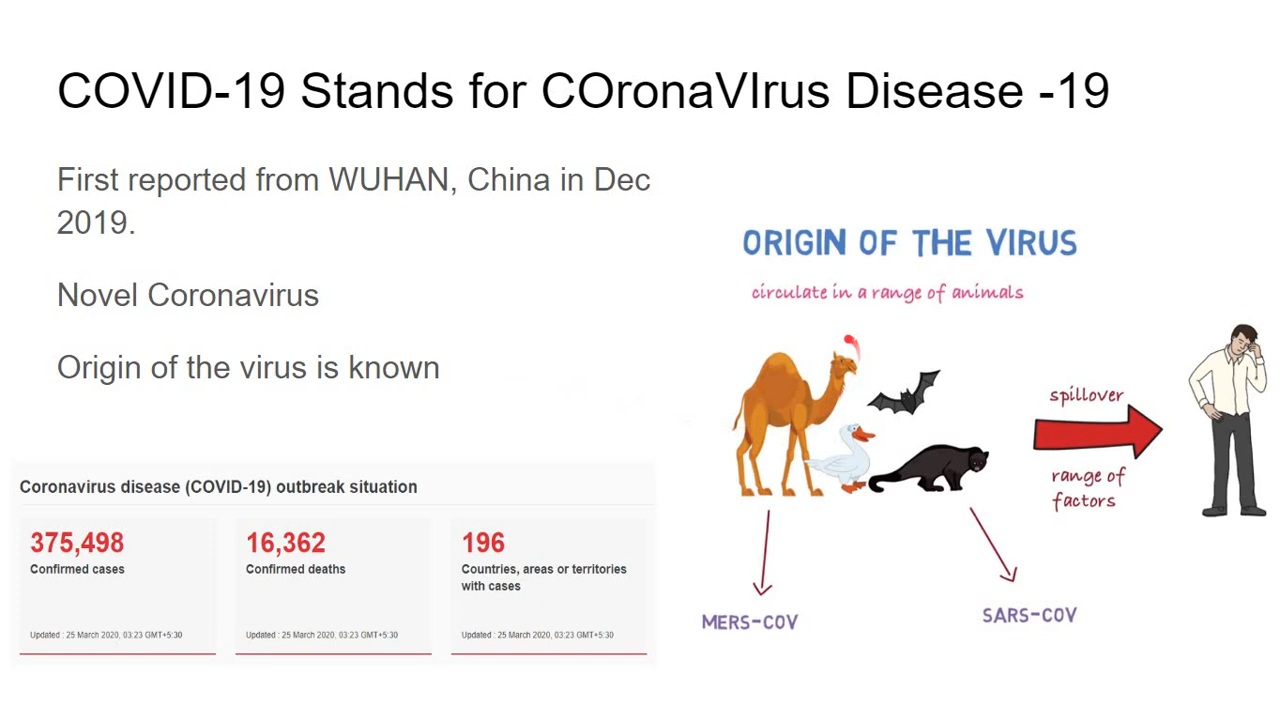 COVID-19 Stands for COronaVIrus Disease -19
First reported from WUHAN, China in Dec
2019.
Novel Coronavirus
Origin of the virus is known
Coronavirus disease (COVID-19) outbreak situation
375,498
Confirmed cases
Updated : 25 March 2020, 03:23 GMT+5:30
16,362
Confirmed deaths
Updated : 25 March 2020, 03:23 GMT+5:30
196
Countries, areas or territories
with cases
Updated : 25 March 2020, 03:23 GMT+5:30
ORIGIN OF THE VIRUS
circulate in a range of animals
spillover
range of
factors
MERS-COV
SARS-COV